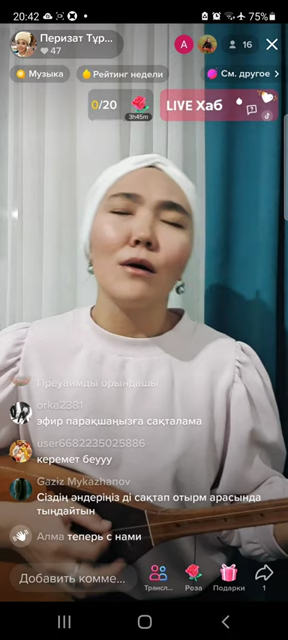 20:42
75%
Перизат Тұр...
47
A
16
Музыка
Рейтинг недели
См. другое
0/20
3h45m
LIVE Хаб
орындашы
orka2381
эфир парақшаңызға сақталама
user6682235025886
керемет беууу
Gaziz Mykazhanov
Сіздің әндеріңіз ді сақтап отырм арасында
тыңдайтын
Алма теперь с нами
Добавить комме...
Трансл...
Роза
Подарки
1